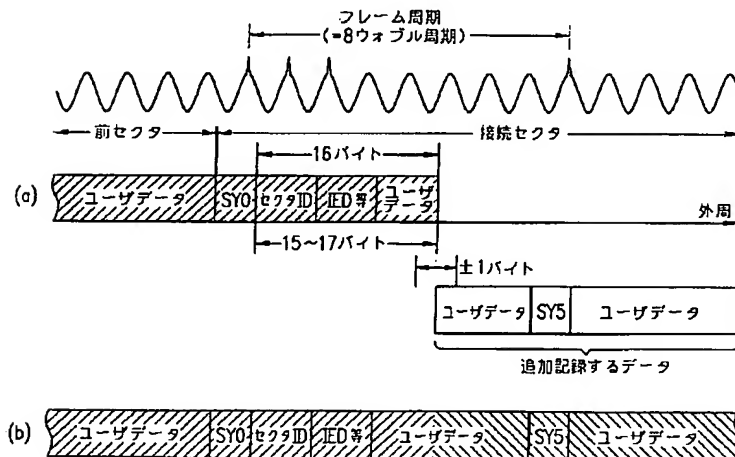 フレーム周期
(=8ウォブル周期)
前セクタ
接続セクタ
16バイト
(a)
ユーザデータ
SY0
セクタID
IED等
ユーザ
データ
外周
15~17バイト
±1バイト
ユーザデータ
SY5
ユーザデータ
追加記録するデータ
(b)
ユーザデータ
SY0
セクタID
IED等
ユーザデータ
SY5
ユーザデータ